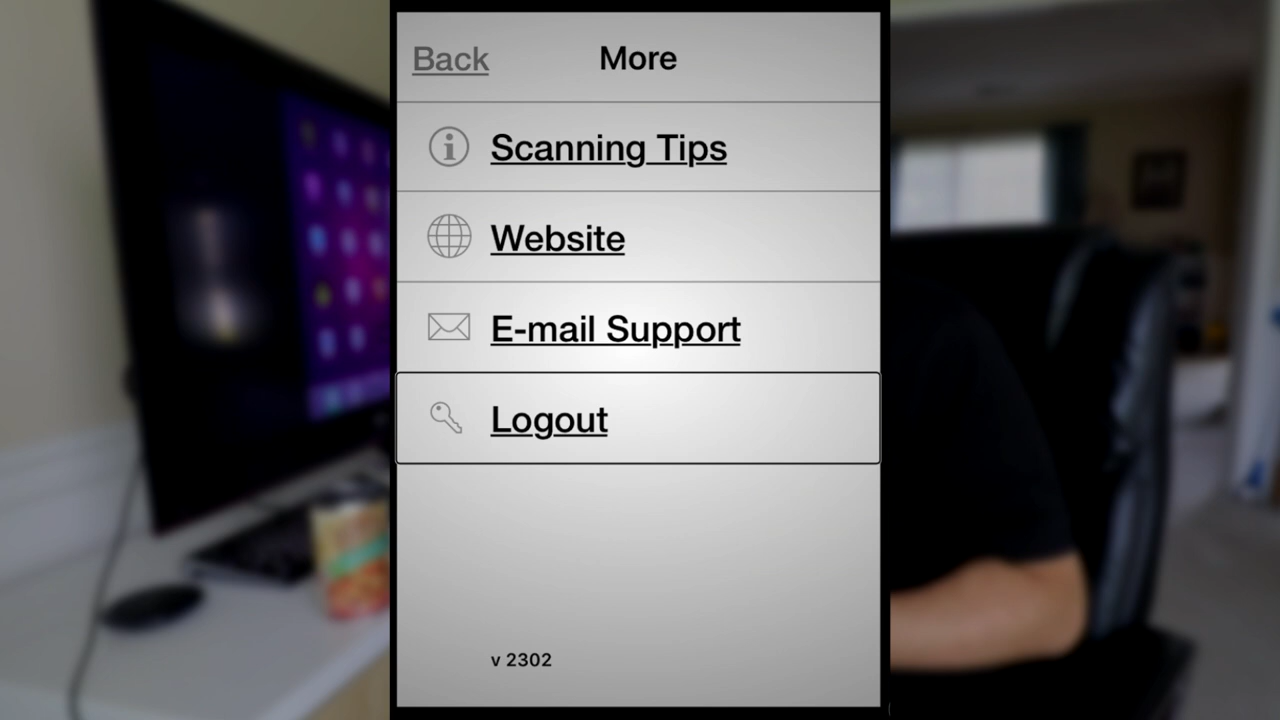 Back
More
Scanning Tips
Website
E-mail Support
Logout
v 2302